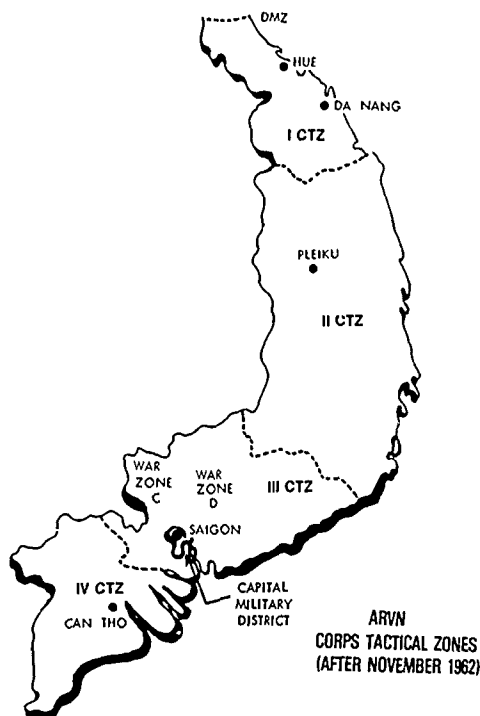 DMZ
HUE
DA NANG
I CTZ
PLEIKU
II CTZ
WAR
ZONE
C
WAR
ZONE
D
III CTZ
SAIGON
IV CTZ
CAN THO
CAPITAL
MILITARY
DISTRICT
ARVN
CORPS TACTICAL ZONES
(AFTER NOVEMBER 1962)